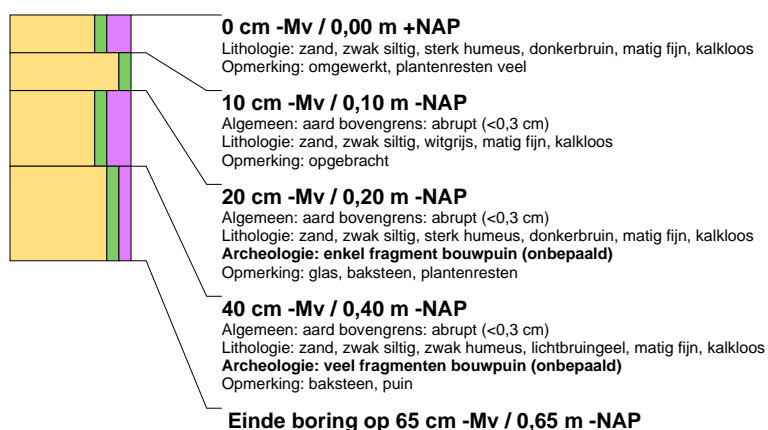 0 cm -Mv / 0,00 m +NAP
Lithologie: zand, zwak siltig, sterk humeus, donkerbruin, matig fijn, kalkloos
Opmerking: omgewerkt, plantenresten veel
10 cm -Mv / 0,10 m -NAP
Algemeen: aard bovengrens: abrupt (<0,3 cm)
Lithologie: zand, zwak siltig, witgrijs, matig fijn, kalkloos
Opmerking: opgebracht
20 cm -Mv / 0,20 m -NAP
Algemeen: aard bovengrens: abrupt (<0,3 cm)
Lithologie: zand, zwak siltig, sterk humeus, donkerbruin, matig fijn, kalkloos
Archeologie: enkel fragment bouwpuin (onbepaald)
Opmerking: glas, baksteen, plantenresten
40 cm -Mv / 0,40 m -NAP
Algemeen: aard bovengrens: abrupt (<0,3 cm)
Lithologie: zand, zwak siltig, zwak humeus, lichtbruingeel, matig fijn, kalkloos
Archeologie: veel fragmenten bouwpuin (onbepaald)
Opmerking: baksteen, puin
Einde boring op 65 cm -Mv / 0,65 m -NAP